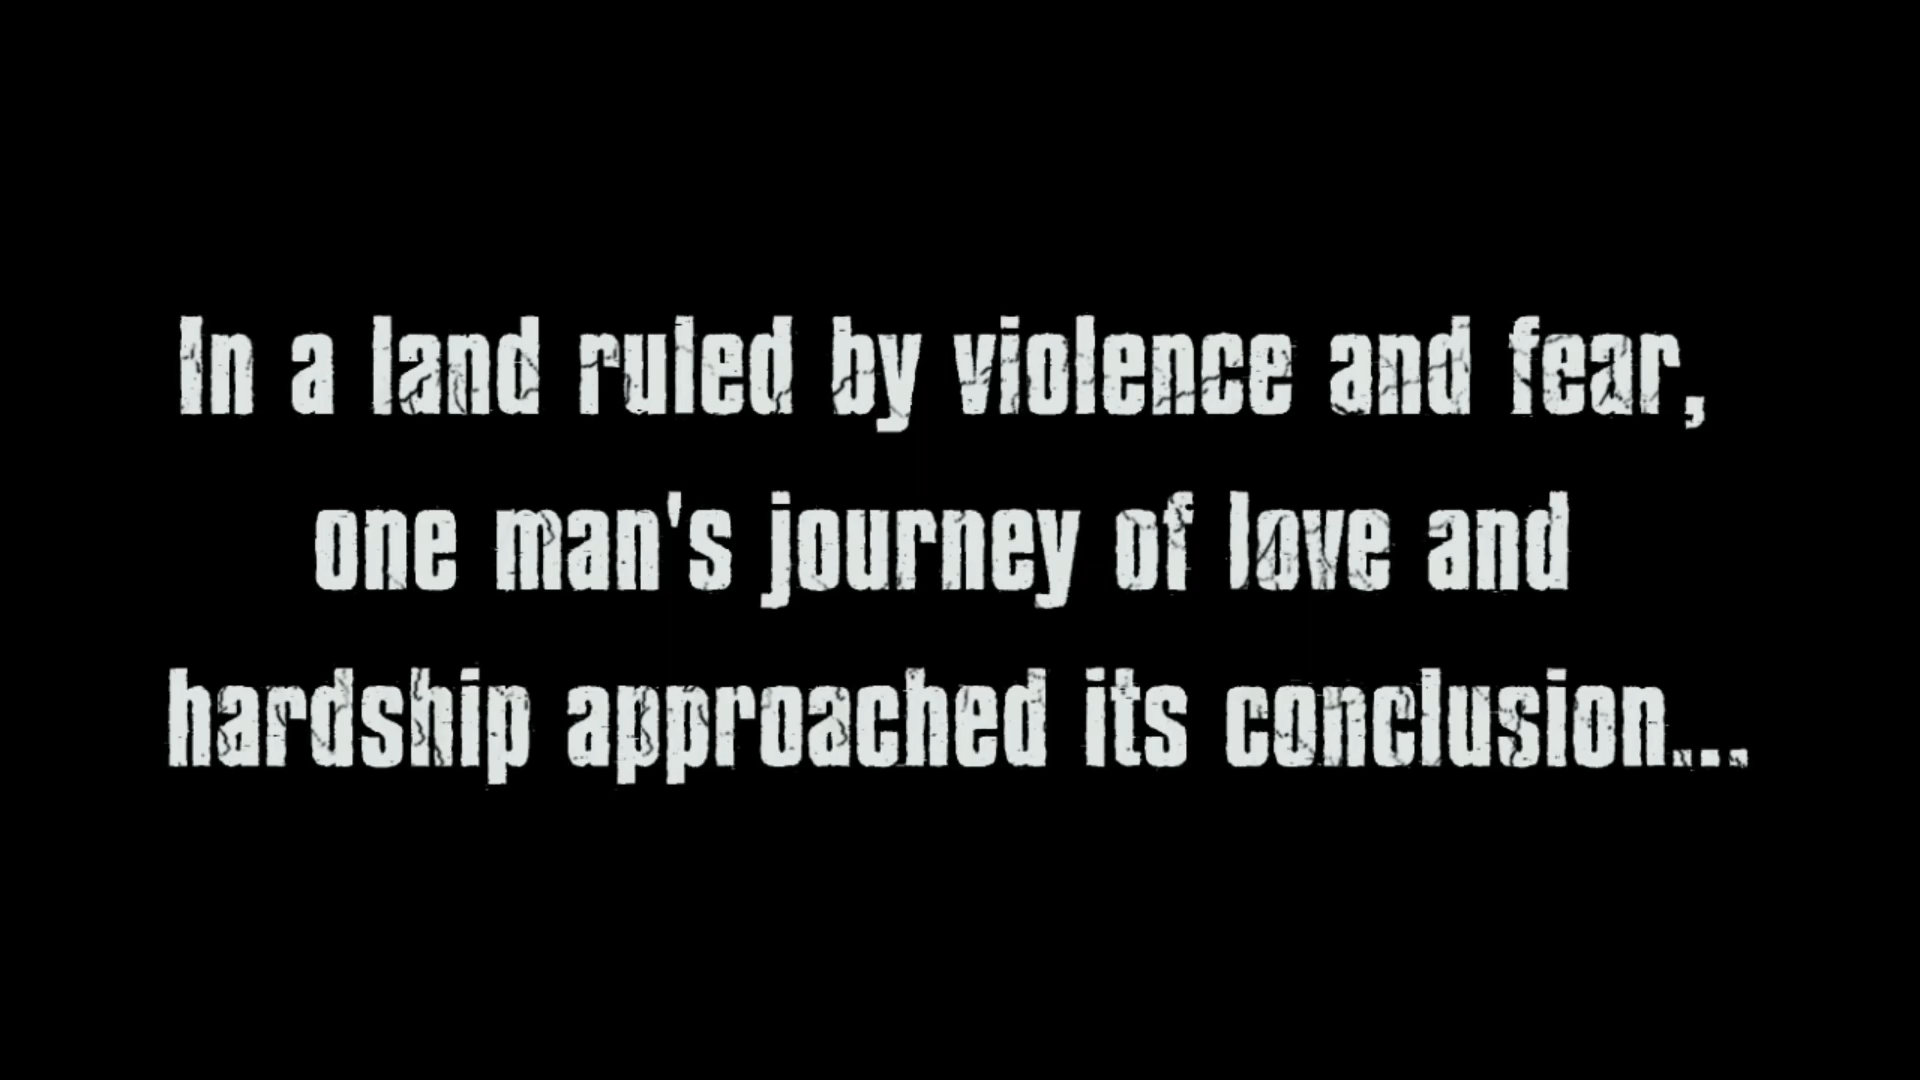 In a land ruled by violence and fear,
one man's journey of love and
hardship approached its conclusion...